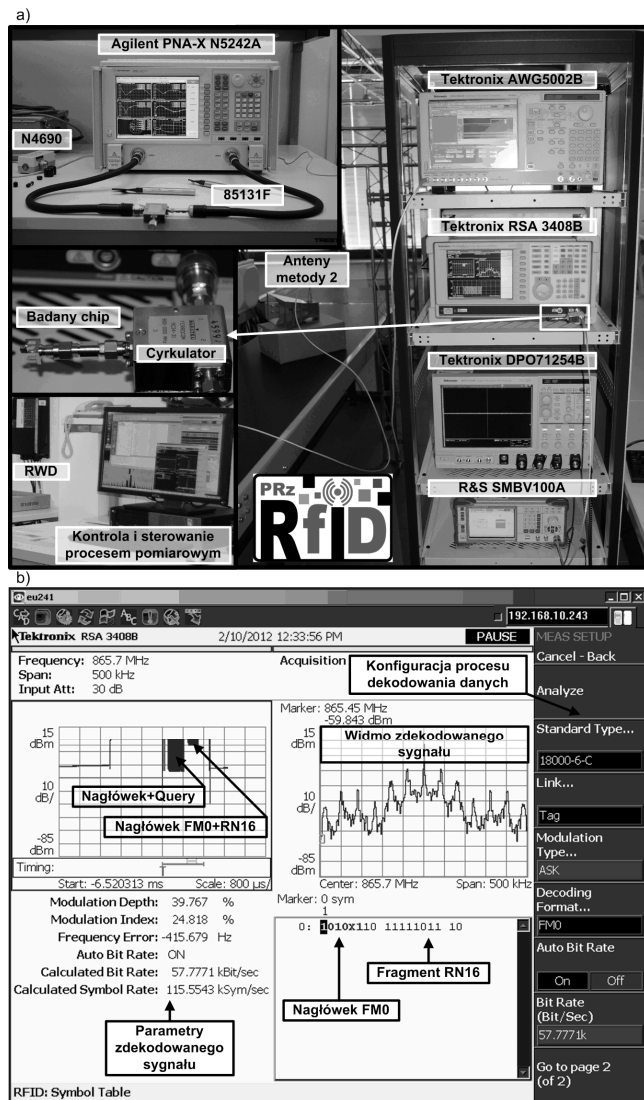 a)
Agilent PNA-X N5242A
N4690
85131F
Tektronix AWG5002B
Tektronix RSA 3408B
Anteny
metody 2
Badany chip
Cyrkulator
Tektronix DPO71254B
RWD
R&S SMBV100A
Kontrola i sterowanie
procesem pomiarowym
PRz
RfiD
b)
eu241
192.168.10.243
Tektronix RSA 3408B 2/10/2012 12:33:56 PM PAUSE MEAS SETUP
Frequency: 865.7 MHz
Span: 500 kHz
Input Att: 30 dB
Acquisition
Konfiguracja procesu
dekodowania danych
Cancel - Back
Analyze
Marker: 865.45 MHz
-59.843 dBm
15
dBm
10
dB/
-85
dBm
Nagłówek+Query
Nagłówek FM0+RN16
Timing:
Start: -6.520313 ms Scale: 800 µs/
15
dBm
Widmo zdekodowanego
sygnału
10
dB/
-85
dBm
Center: 865.7 MHz Span: 500 kHz
Standard Type...
18000-6-C
Link...
Tag
Modulation
Type...
ASK
Decoding
Format...
FM0
Auto Bit Rate
On Off
Bit Rate
(Bit/Sec)
57.7771k
Go to page 2
(of 2)
Modulation Depth: 39.767 %
Modulation Index: 24.818 %
Frequency Error: -415.679 Hz
Auto Bit Rate: ON
Calculated Bit Rate: 57.7771 kBit/sec
Calculated Symbol Rate: 115.5543 kSym/sec
Parametry
zdekodowanego
sygnału
Marker: 0 sym
1
0: 1010X110 11111011 10
Fragment RN16
Nagłówek FM0
RFID: Symbol Table